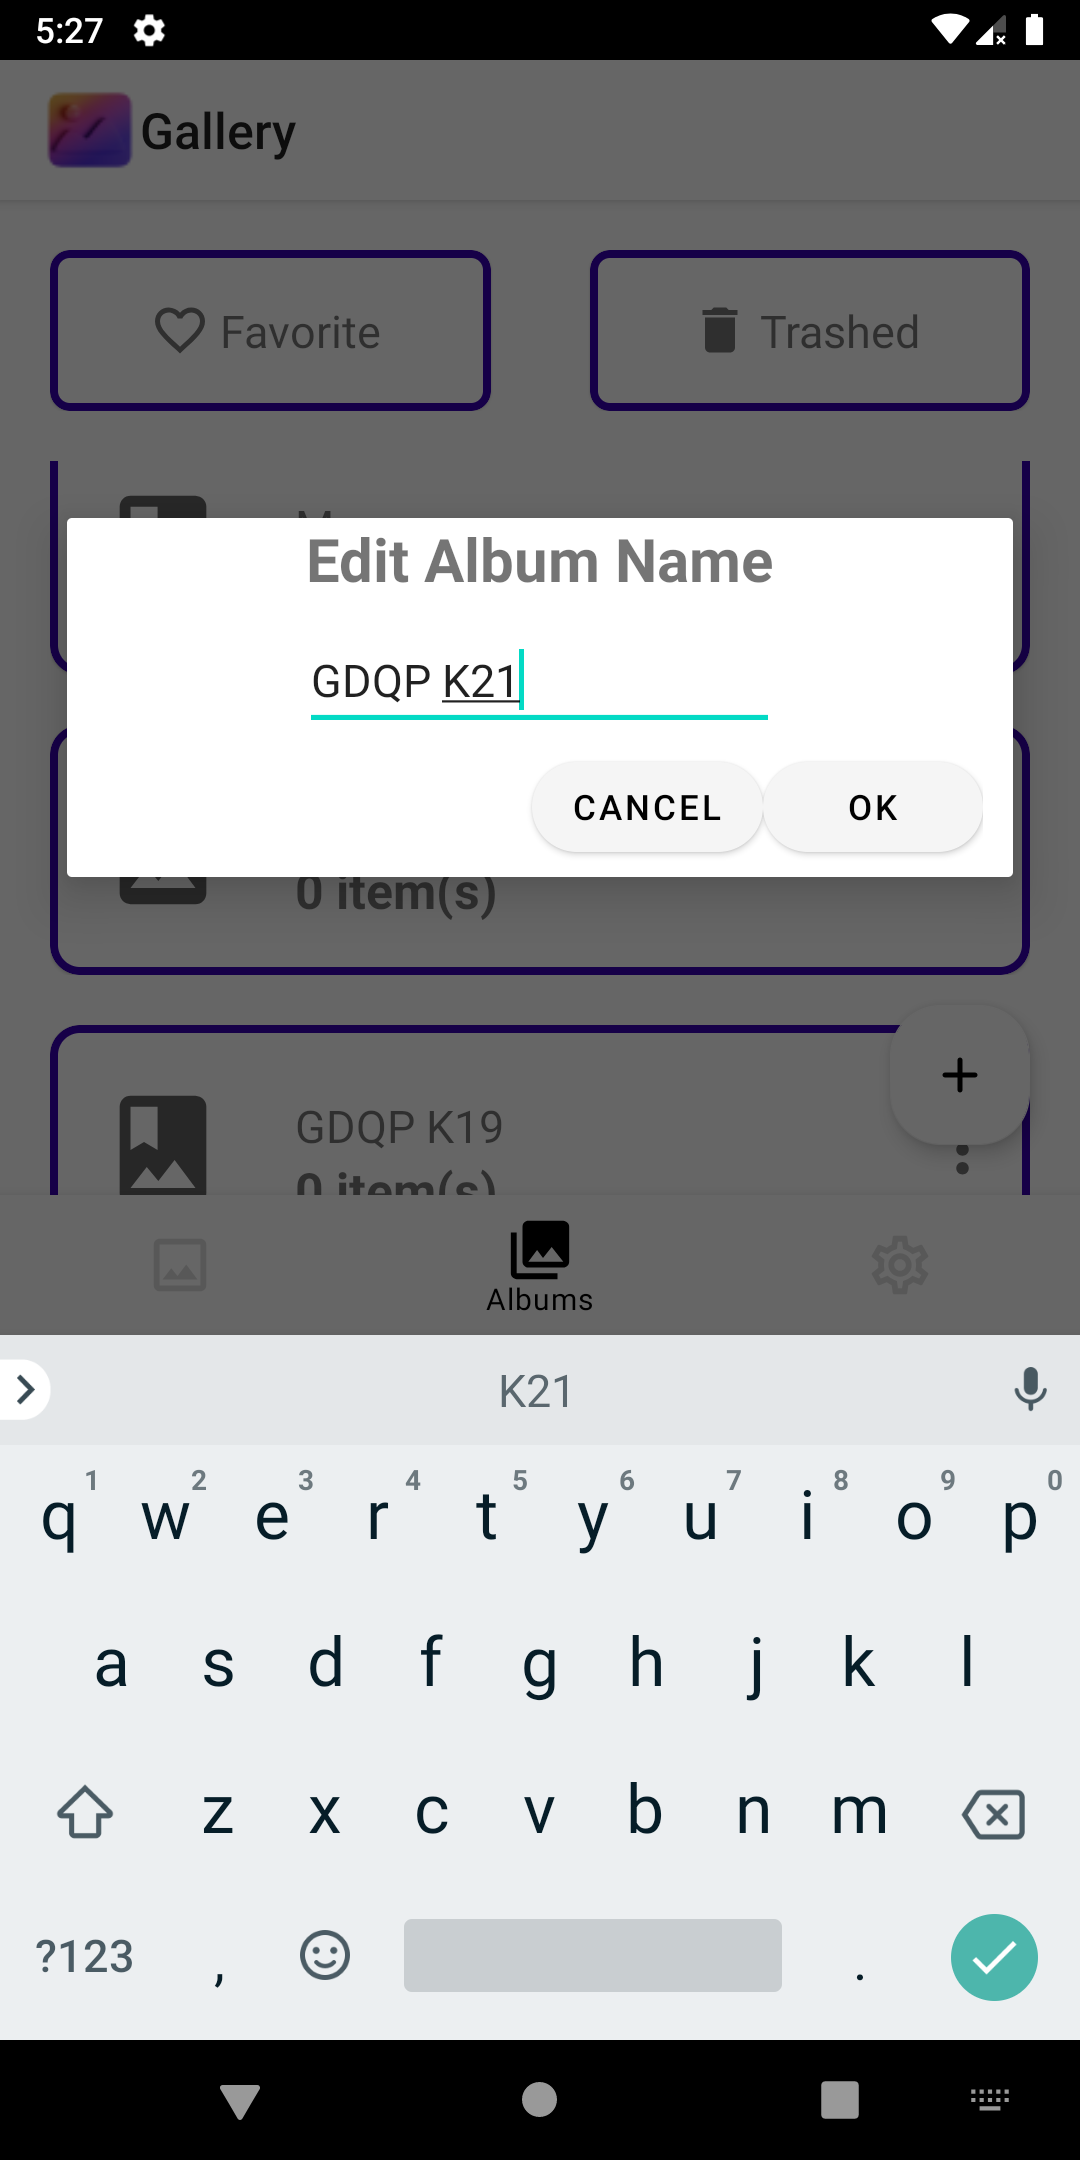 5:27
Gallery
Favorite
Trashed
Edit Album Name
GDQP K21
CANCEL OK
0 item(s)
GDQP K19
0 item(s)
Albums
K21
1 2 3 4 5 6 7 8 9 0
q w e r t y u i o p
a s d f g h j k l
z x c v b n m
?123 , .